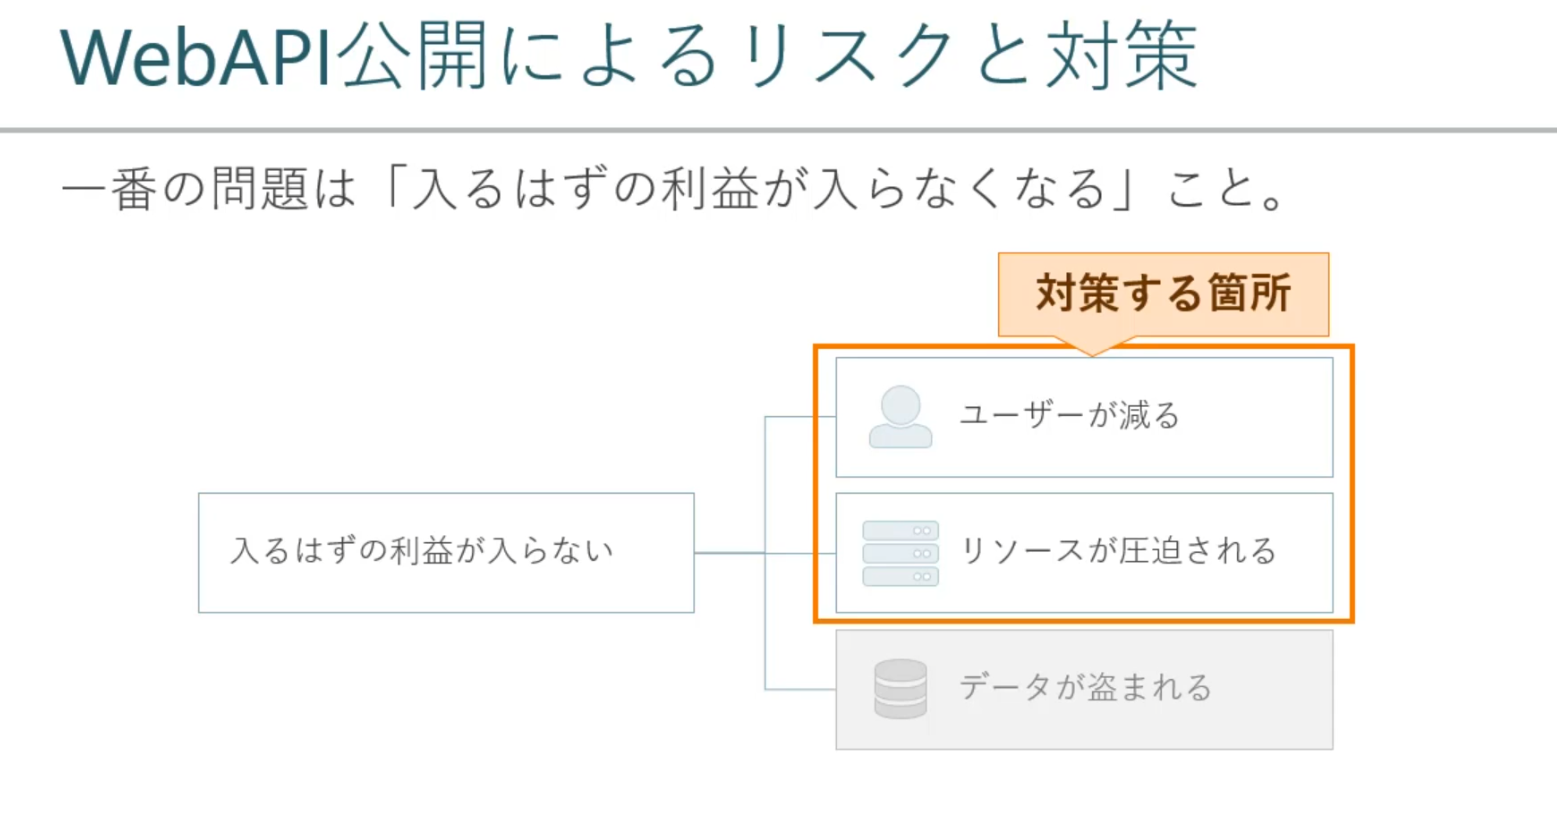 WebAPI公開によるリスクと対策
一番の問題は「入るはずの利益が入らなくなる」こと。
対策する箇所
ユーザーが減る
入るはずの利益が入らない
リソースが圧迫される
データが盗まれる